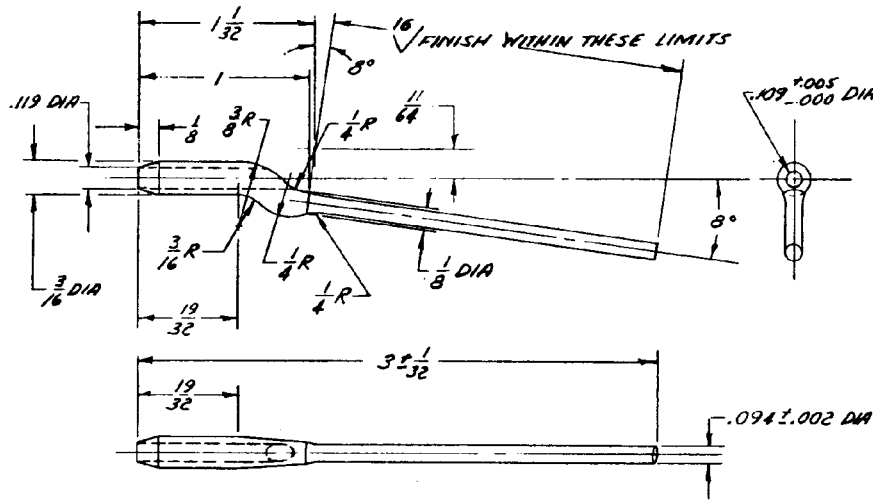 1 1/32
16
√ FINISH WITHIN THESE LIMITS
8°
1
11/64
.109 +.005 -.000 DIA
.119 DIA
1/8
3/8 R
1/4 R
8°
3/16 R
1/4 R
1/8 DIA
3/16 DIA
1/4 R
19/32
3 ± 1/32
19/32
.094 ±.002 DIA